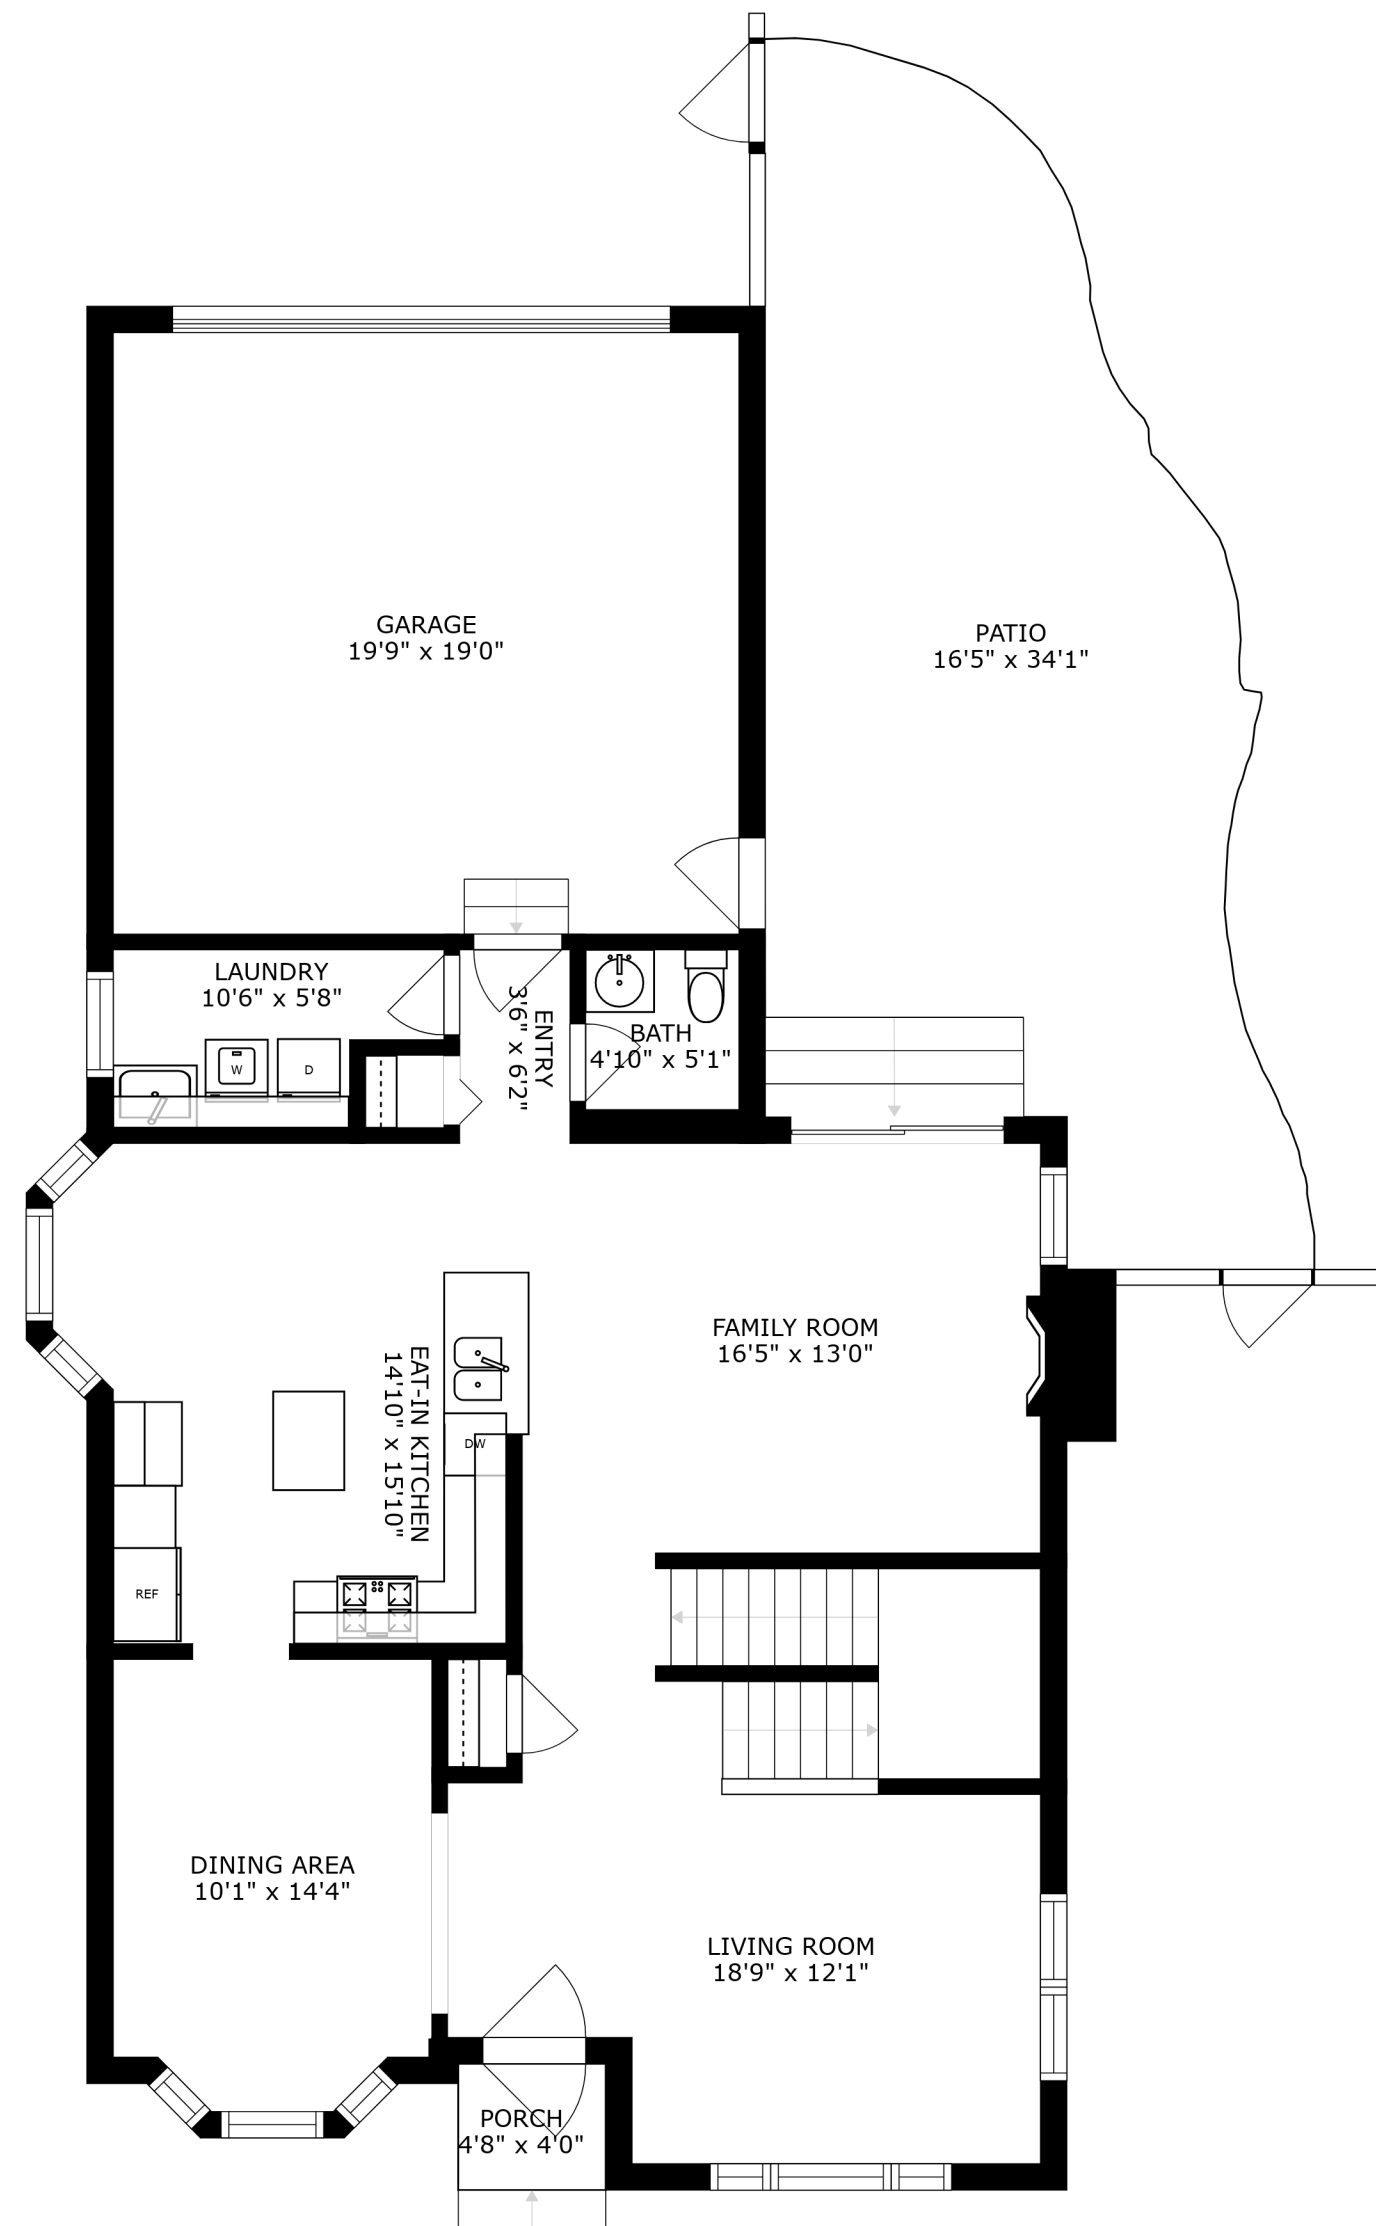 GARAGE
19'9" x 19'0"
PATIO
16'5" x 34'1"
LAUNDRY
10'6" x 5'8"
W
D
ENTRY
3'6" x 6'2"
BATH
4'10" x 5'1"
FAMILY ROOM
16'5" x 13'0"
EAT-IN KITCHEN
14'10" x 15'10"
DW
REF
DINING AREA
10'1" x 14'4"
LIVING ROOM
18'9" x 12'1"
PORCH
4'8" x 4'0"